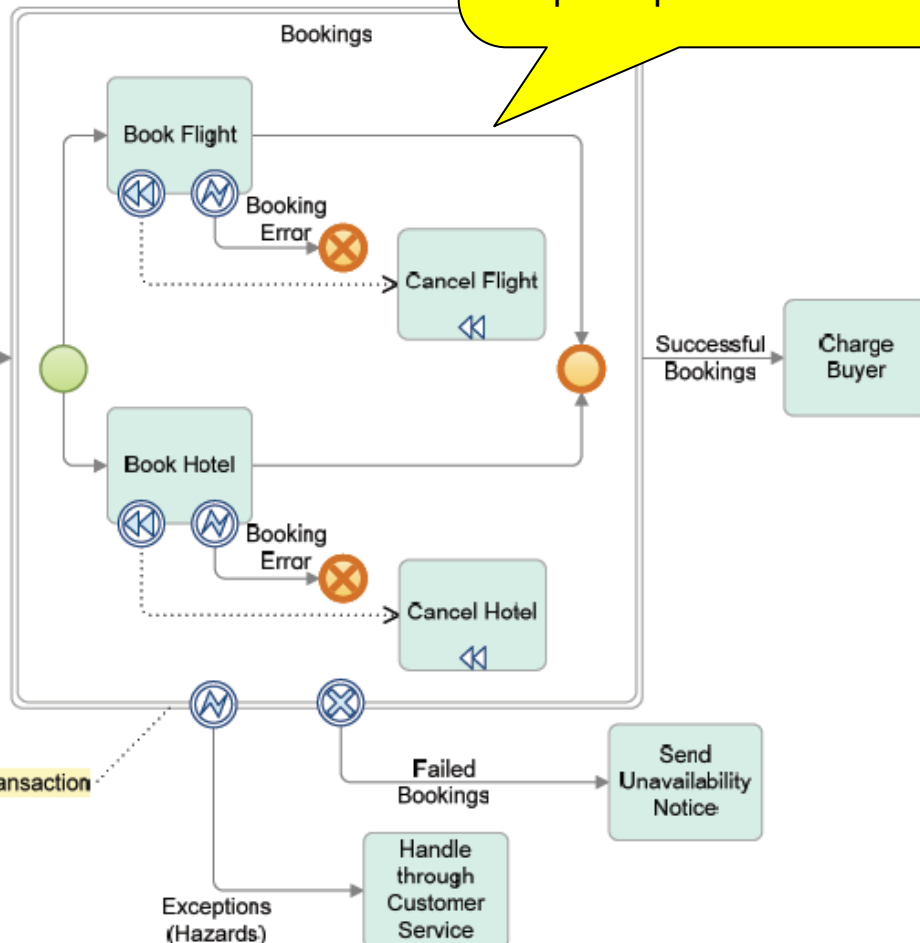 Bookings
Book Flight
Booking
Error
Cancel Flight
Successful
Bookings
Charge
Buyer
Book Hotel
Booking
Error
Cancel Hotel
ansaction
Failed
Bookings
Send
Unavailability
Notice
Handle
through
Customer
Service
Exceptions
(Hazards)